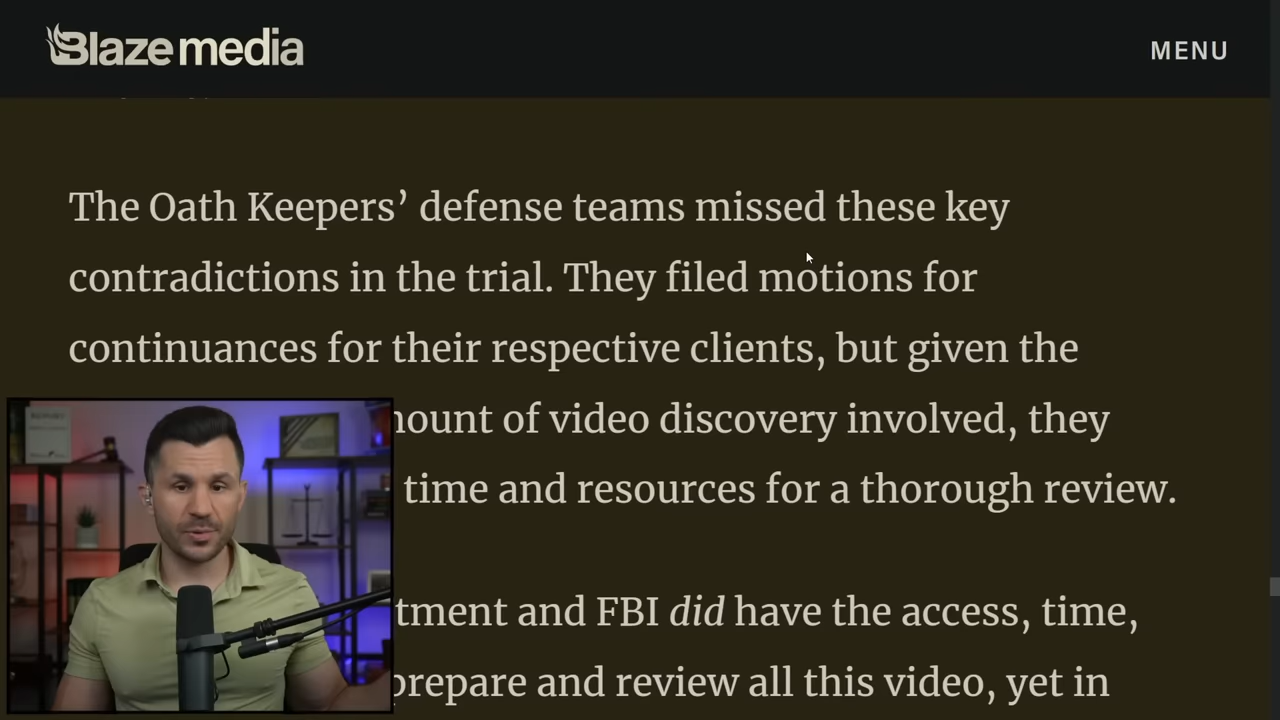 Blaze media
MENU
The Oath Keepers’ defense teams missed these key
contradictions in the trial. They filed motions for
continuances for their respective clients, but given the
of video discovery involved, they
time and resources for a thorough review.
and FBI did have the access, time,
prepare and review all this video, yet in